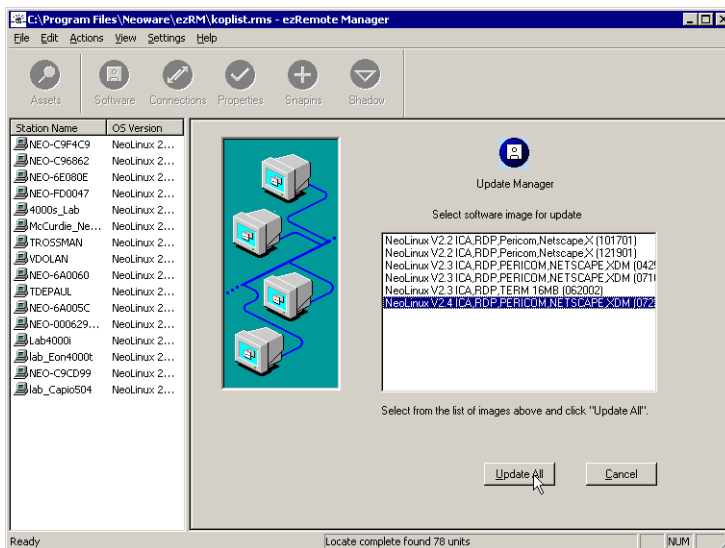 C:\Program Files\Neoware\ezRM\koplist.rms - ezRemote Manager
File Edit Actions View Settings Help
Assets Software Connections Properties Snapins Shadow
Station Name OS Version
NEO-C9F4C9 NeoLinux 2...
NEO-C96862 NeoLinux 2...
NEO-6E080E NeoLinux 2...
NEO-FD0047 NeoLinux 2...
4000s_Lab NeoLinux 2...
McCurdie_Ne... NeoLinux 2...
TROSSMAN NeoLinux 2...
VDOLAN NeoLinux 2...
NEO-6A0060 NeoLinux 2...
TDEPAUL NeoLinux 2...
NEO-6A005C NeoLinux 2...
NEO-000629... NeoLinux 2...
Lab4000i NeoLinux 2...
lab_Eon4000t NeoLinux 2...
NEO-C9CD99 NeoLinux 2...
lab_Capio504 NeoLinux 2...
Update Manager
Select software image for update
NeoLinux V2.2 ICA,RDP,Pericom,Netscape,X (101701)
NeoLinux V2.2 ICA,RDP,Pericom,Netscape,X (121901)
NeoLinux V2.3 ICA,RDP,PERICOM,NETSCAPE,XDM (042
NeoLinux V2.3 ICA,RDP,PERICOM,NETSCAPE,XDM (071
NeoLinux V2.3 ICA,RDP,TERM 16MB (062002)
NeoLinux V2.4 ICA,RDP,PERICOM,NETSCAPE,XDM (072
Select from the list of images above and click "Update All".
Update All Cancel
Ready Locate complete found 78 units NUM